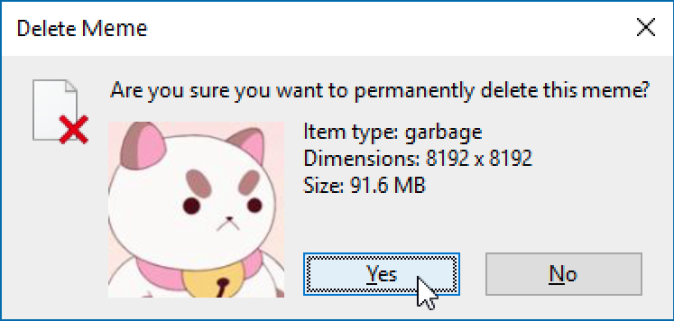 Delete Meme
Are you sure you want to permanently delete this meme?
Item type: garbage
Dimensions: 8192 x 8192
Size: 91.6 MB
Yes
No